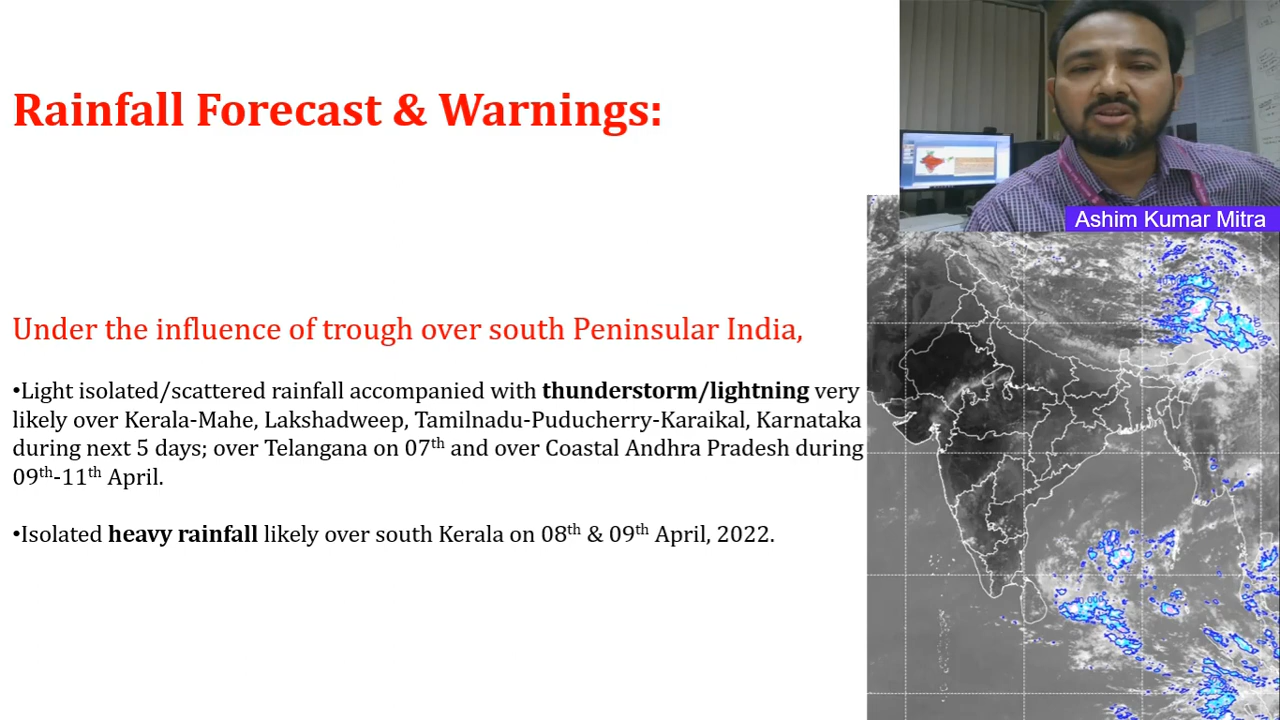 Rainfall Forecast & Warnings:
Ashim Kumar Mitra
Under the influence of trough over south Peninsular India,
•Light isolated/scattered rainfall accompanied with thunderstorm/lightning very
likely over Kerala-Mahe, Lakshadweep, Tamilnadu-Puducherry-Karaikal, Karnataka
during next 5 days; over Telangana on 07th and over Coastal Andhra Pradesh during
09th-11th April.
•Isolated heavy rainfall likely over south Kerala on 08th & 09th April, 2022.